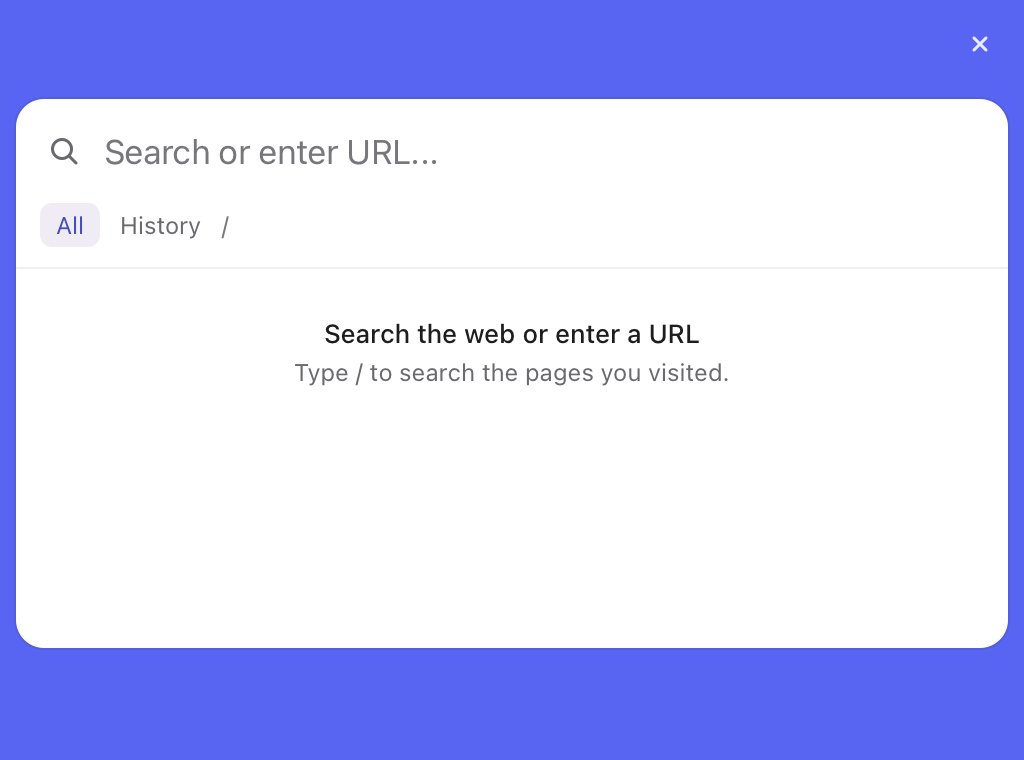 Search or enter URL...
All History /
Search the web or enter a URL
Type / to search the pages you visited.